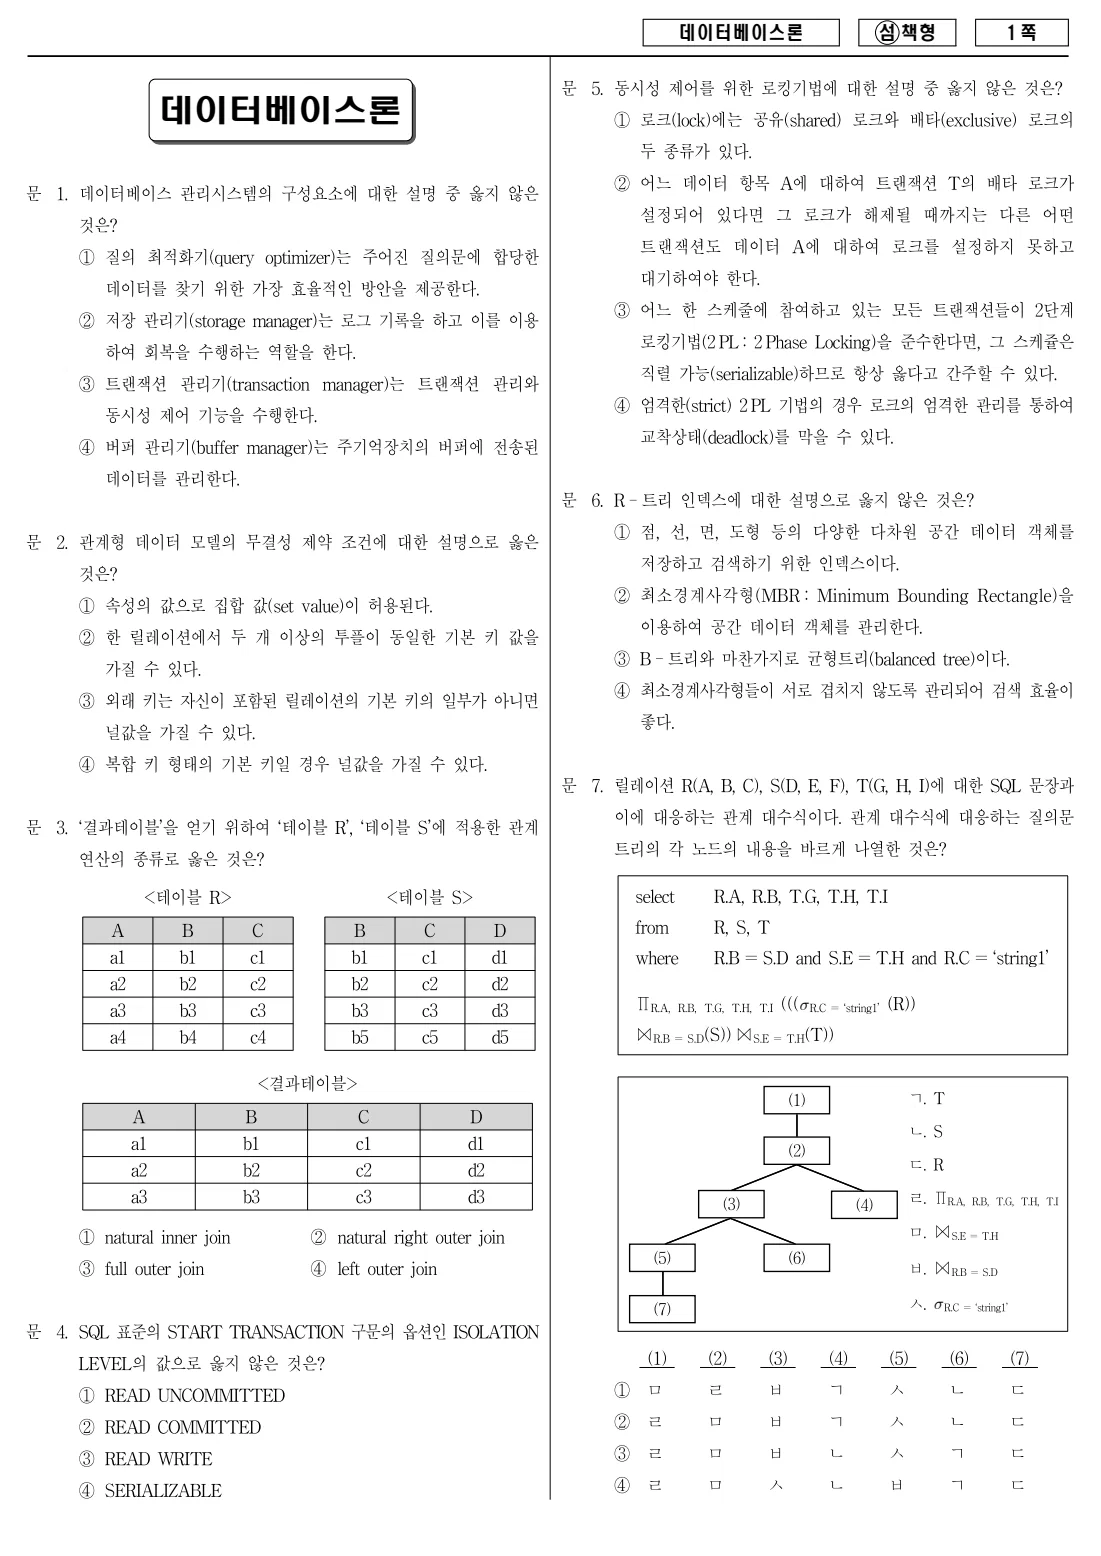 데이터베이스론
섬책형
1쪽
데이터베이스론
문 1. 데이터베이스 관리시스템의 구성요소에 대한 설명 중 옳지 않은
것은?
① 질의 최적화기(query optimizer)는 주어진 질의문에 합당한
데이터를 찾기 위한 가장 효율적인 방안을 제공한다.
② 저장 관리기(storage manager)는 로그 기록을 하고 이를 이용
하여 회복을 수행하는 역할을 한다.
③ 트랜잭션 관리기(transaction manager)는 트랜잭션 관리와
동시성 제어 기능을 수행한다.
④ 버퍼 관리기(buffer manager)는 주기억장치의 버퍼에 전송된
데이터를 관리한다.
문 2. 관계형 데이터 모델의 무결성 제약 조건에 대한 설명으로 옳은
것은?
① 속성의 값으로 집합 값(set value)이 허용된다.
② 한 릴레이션에서 두 개 이상의 투플이 동일한 기본 키 값을
가질 수 있다.
③ 외래 키는 자신이 포함된 릴레이션의 기본 키의 일부가 아니면
널값을 가질 수 있다.
④ 복합 키 형태의 기본 키일 경우 널값을 가질 수 있다.
문 3. ‘결과테이블’을 얻기 위하여 ‘테이블 R’, ‘테이블 S’에 적용한 관계
연산의 종류로 옳은 것은?
<테이블 R> <테이블 S>
A B C B C D
a1 b1 c1 b1 c1 d1
a2 b2 c2 b2 c2 d2
a3 b3 c3 b3 c3 d3
a4 b4 c4 b5 c5 d5
<결과테이블>
A B C D
a1 b1 c1 d1
a2 b2 c2 d2
a3 b3 c3 d3
① natural inner join ② natural right outer join
③ full outer join ④ left outer join
문 4. SQL 표준의 START TRANSACTION 구문의 옵션인 ISOLATION
LEVEL의 값으로 옳지 않은 것은?
① READ UNCOMMITTED
② READ COMMITTED
③ READ WRITE
④ SERIALIZABLE
문 5. 동시성 제어를 위한 로킹기법에 대한 설명 중 옳지 않은 것은?
① 로크(lock)에는 공유(shared) 로크와 배타(exclusive) 로크의
두 종류가 있다.
② 어느 데이터 항목 A에 대하여 트랜잭션 T의 배타 로크가
설정되어 있다면 그 로크가 해제될 때까지는 다른 어떤
트랜잭션도 데이터 A에 대하여 로크를 설정하지 못하고
대기하여야 한다.
③ 어느 한 스케줄에 참여하고 있는 모든 트랜잭션들이 2단계
로킹기법(2PL : 2Phase Locking)을 준수한다면, 그 스케쥴은
직렬 가능(serializable)하므로 항상 옳다고 간주할 수 있다.
④ 엄격한(strict) 2PL 기법의 경우 로크의 엄격한 관리를 통하여
교착상태(deadlock)를 막을 수 있다.
문 6. R-트리 인덱스에 대한 설명으로 옳지 않은 것은?
① 점, 선, 면, 도형 등의 다양한 다차원 공간 데이터 객체를
저장하고 검색하기 위한 인덱스이다.
② 최소경계사각형(MBR : Minimum Bounding Rectangle)을
이용하여 공간 데이터 객체를 관리한다.
③ B-트리와 마찬가지로 균형트리(balanced tree)이다.
④ 최소경계사각형들이 서로 겹치지 않도록 관리되어 검색 효율이
좋다.
문 7. 릴레이션 R(A, B, C), S(D, E, F), T(G, H, I)에 대한 SQL 문장과
이에 대응하는 관계 대수식이다. 관계 대수식에 대응하는 질의문
트리의 각 노드의 내용을 바르게 나열한 것은?
select R.A, R.B, T.G, T.H, T.I
from R, S, T
where R.B = S.D and S.E = T.H and R.C = ‘string1’
∏R.A, R.B, T.G, T.H, T.I (((σR.C = ‘string1’ (R))
⋈R.B = S.D(S)) ⋈S.E = T.H(T))
(1)
(2)
(3) (4)
(5) (6)
(7)
ㄱ. T
ㄴ. S
ㄷ. R
ㄹ. ∏R.A, R.B, T.G, T.H, T.I
ㅁ. ⋈S.E = T.H
ㅂ. ⋈R.B = S.D
ㅅ. σR.C = ‘string1’
(1) (2) (3) (4) (5) (6) (7)
① ㅁ ㄹ ㅂ ㄱ ㅅ ㄴ ㄷ
② ㄹ ㅁ ㅂ ㄱ ㅅ ㄴ ㄷ
③ ㄹ ㅁ ㅂ ㄴ ㅅ ㄱ ㄷ
④ ㄹ ㅁ ㅅ ㄴ ㅂ ㄱ ㄷ